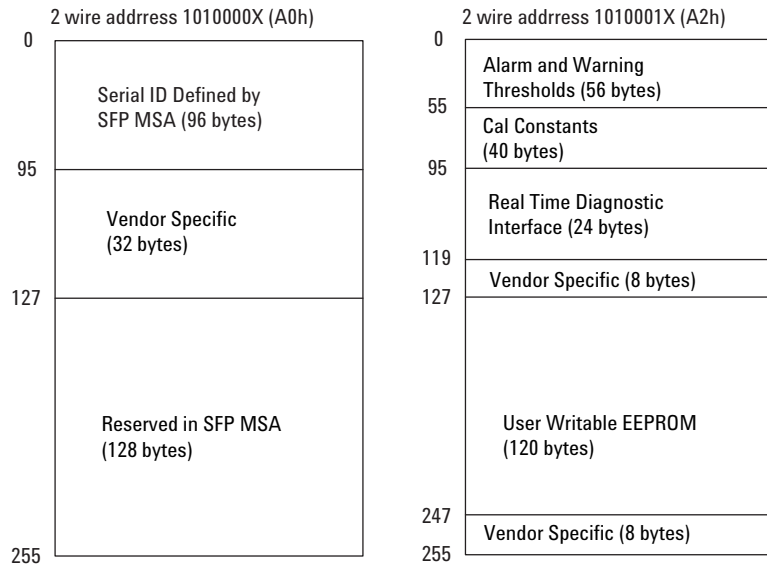 2 wire addrress 1010000X (A0h)
0
Serial ID Defined by
SFP MSA (96 bytes)
95
Vendor Specific
(32 bytes)
127
Reserved in SFP MSA
(128 bytes)
255
2 wire addrress 1010001X (A2h)
0
Alarm and Warning
Thresholds (56 bytes)
55
Cal Constants
(40 bytes)
95
Real Time Diagnostic
Interface (24 bytes)
119
Vendor Specific (8 bytes)
127
User Writable EEPROM
(120 bytes)
247
Vendor Specific (8 bytes)
255